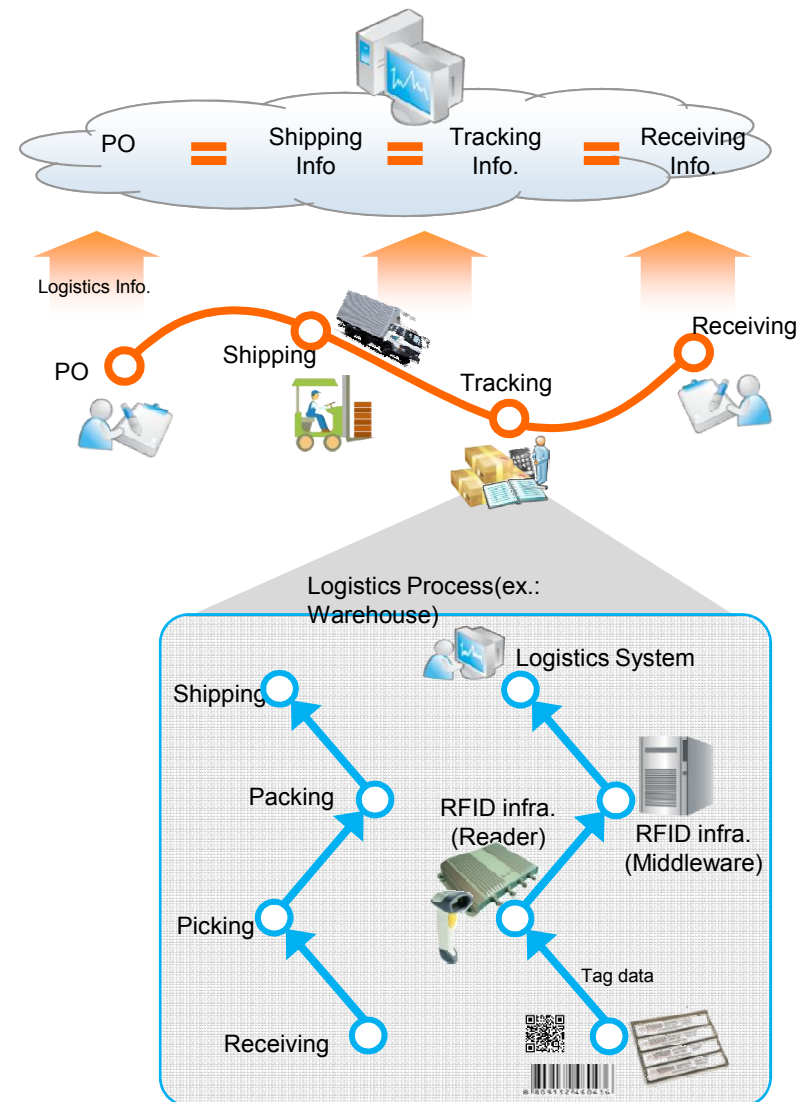 PO
Shipping
Info
Tracking
Info.
Receiving
Info.
Logistics Info.
PO
Shipping
Tracking
Receiving
Logistics Process(ex.:
Warehouse)
Shipping
Packing
Picking
Receiving
Logistics System
RFID infra.
(Reader)
RFID infra.
(Middleware)
Tag data